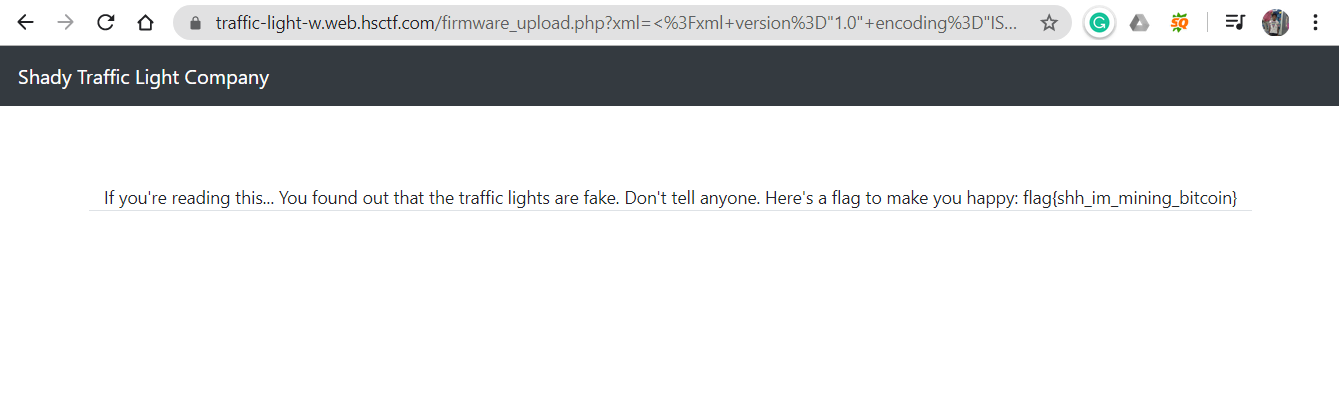 traffic-light-w.web.hsctf.com/firmware_upload.php?xml=<%3Fxml+version%3D"1.0"+encoding%3D"IS...
Shady Traffic Light Company
If you're reading this... You found out that the traffic lights are fake. Don't tell anyone. Here's a flag to make you happy: flag{shh_im_mining_bitcoin}